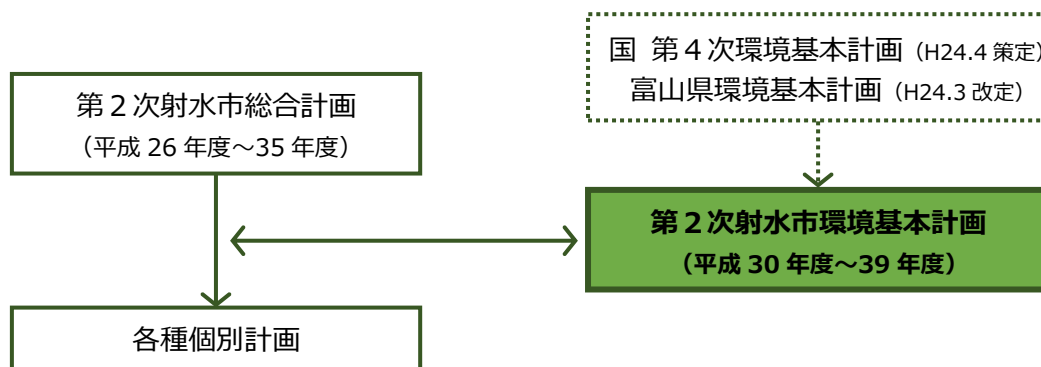 国 第４次環境基本計画（H24.4 策定）
富山県環境基本計画（H24.3 改定）
第２次射水市総合計画
（平成 26 年度～35 年度）
第２次射水市環境基本計画
（平成 30 年度～39 年度）
各種個別計画